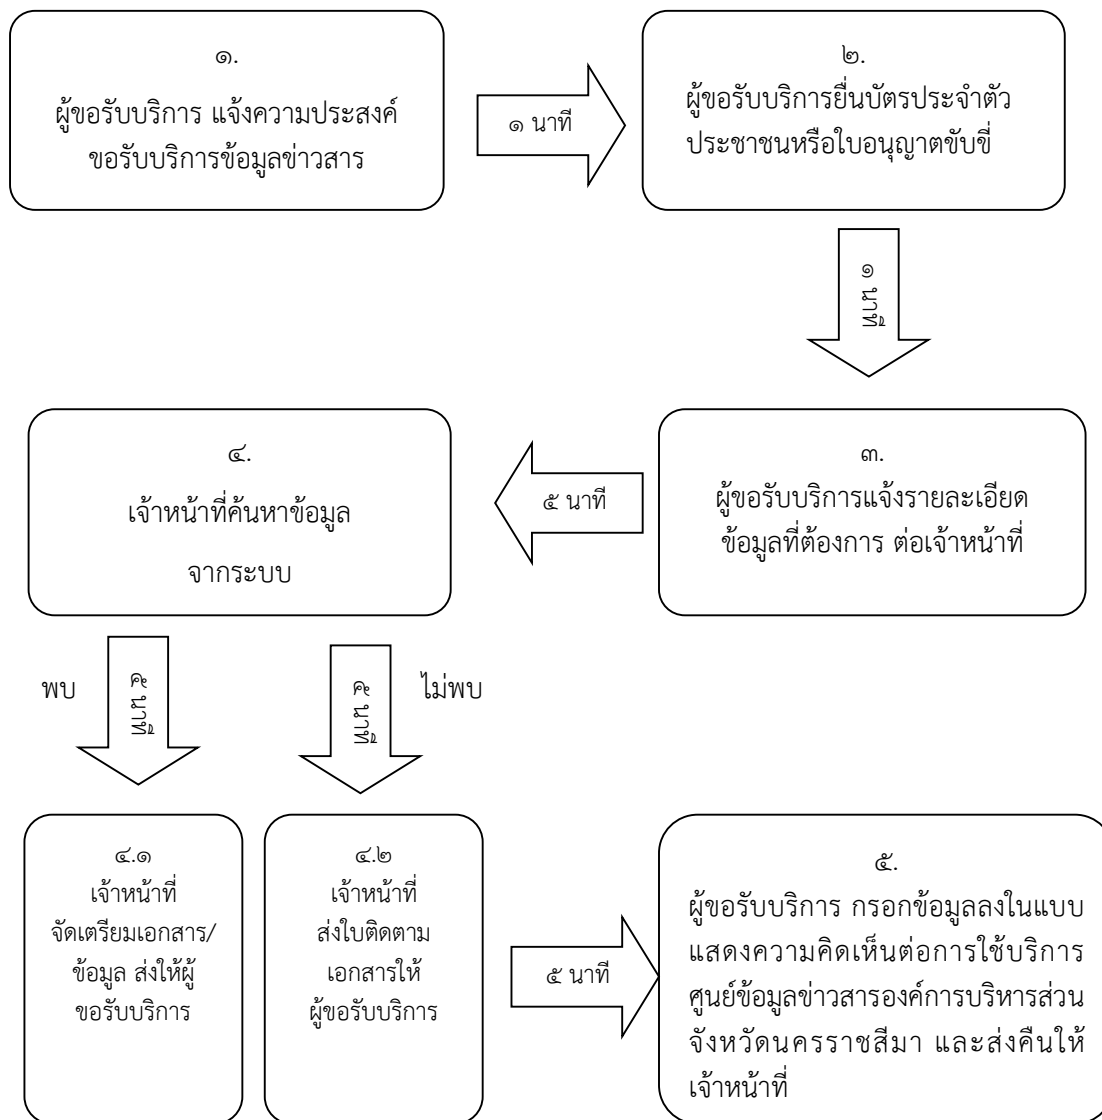 ๑.
ผู้ขอรับบริการ แจ้งความประสงค์
ขอรับบริการข้อมูลข่าวสาร
๑ นาที
๒.
ผู้ขอรับบริการยื่นบัตรประจำตัว
ประชาชนหรือใบอนุญาตขับขี่
๑ นาที
๓.
ผู้ขอรับบริการแจ้งรายละเอียด
ข้อมูลที่ต้องการ ต่อเจ้าหน้าที่
๕ นาที
๔.
เจ้าหน้าที่ค้นหาข้อมูล
จากระบบ
พบ
๕ นาที
๕ นาที
ไม่พบ
๔.๑
เจ้าหน้าที่
จัดเตรียมเอกสาร/
ข้อมูล ส่งให้ผู้
ขอรับบริการ
๔.๒
เจ้าหน้าที่
ส่งใบติดตาม
เอกสารให้
ผู้ขอรับบริการ
๕ นาที
๕.
ผู้ขอรับบริการ กรอกข้อมูลลงในแบบ
แสดงความคิดเห็นต่อการใช้บริการ
ศูนย์ข้อมูลข่าวสารองค์การบริหารส่วน
จังหวัดนครราชสีมา และส่งคืนให้
เจ้าหน้าที่